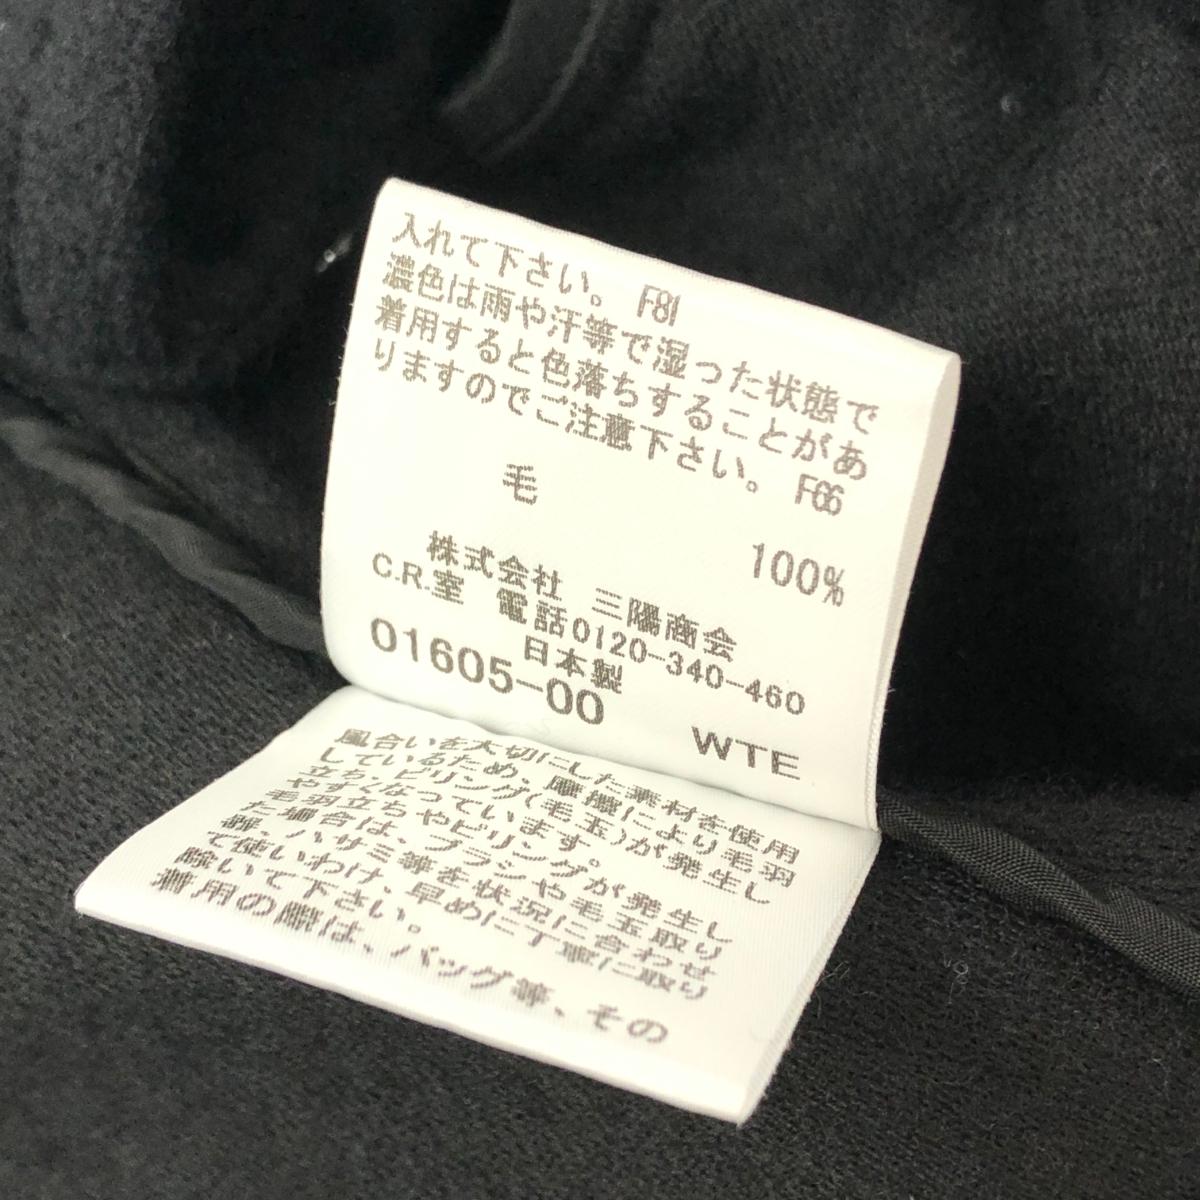 入れて下さい。 F81
濃色は雨や汗等で湿った状態で
着用すると色落ちすることがあ
りますのでご注意下さい。 F66
毛
100%
株式会社 三陽商会
C.R.室 電話0120-340-460
日本製
01605-00
WTE
風合いを大切にした素材を使用
しているため、摩擦により毛羽
立ち、ピリング(毛玉)が発生し
やすくなっています。
毛羽立ちやピリングが発生し
た場合は、ブラシや毛玉取り
器、ハサミ等を状況に合わせ
て使いわけ、早めに丁寧に取り
除いて下さい。
着用の際は、バッグ等、その